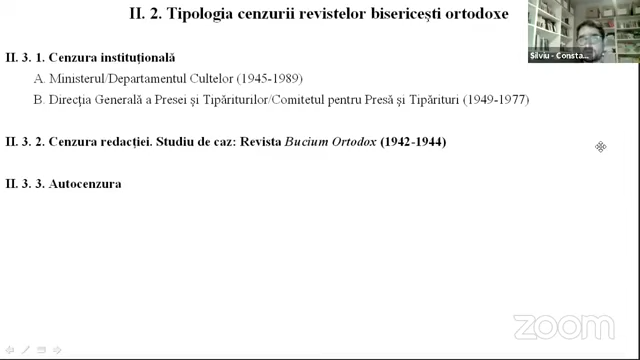 II. 2. Tipologia cenzurii revistelor bisericești ortodoxe
Silviu - Consta...
II. 3. 1. Cenzura instituțională
A. Ministerul/Departamentul Cultelor (1945-1989)
B. Direcția Generală a Presei și Tipăriturilor/Comitetul pentru Presă și Tipărituri (1949-1977)
II. 3. 2. Cenzura redacției. Studiu de caz: Revista Bucium Ortodox (1942-1944)
II. 3. 3. Autocenzura
zoom